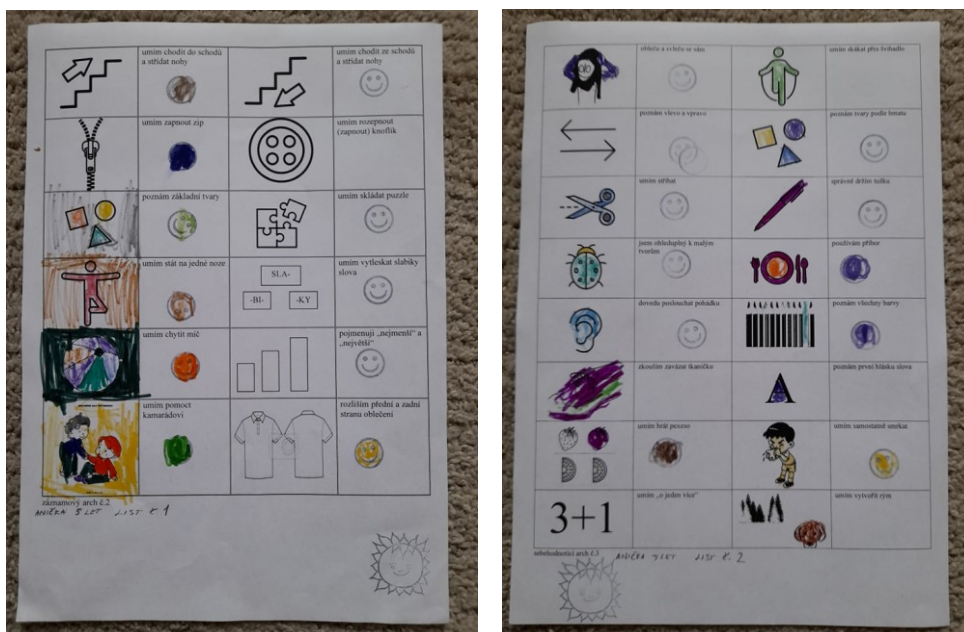 umím chodit do schodů
a střídat nohy
umím chodit ze schodů
a střídat nohy
umím zapnout zip
umím rozepnout
(zapnout) knoflík
poznám základní tvary
umím skládat puzzle
umím stát na jedné noze
SLA-
-BI-
-KY
umím vytleskat slabiky
slova
umím chytit míč
pojmenuji „nejmenší“ a
„největší“
umím pomoct
kamarádovi
rozliším přední a zadní
stranu oblečení
záznamový arch č.2
ANIČKA 5 LET LIST Č. 1
obleču a svleču se sám
umím skákat přes švihadlo
poznám vlevo a vpravo
poznám tvary podle hmatu
umím stříhat
správně držím tužku
jsem ohleduplný k malým
tvorům
používám příbor
dovedu poslouchat pohádku
poznám všechny barvy
zkouším zavázat tkaničku
A
poznám první hlásku slova
umím hrát pexeso
umím samostatně smrkat
3+1
umím „o jeden více“
umím vytvořit rým
sebehodnotící arch č.3
ANIČKA 5 LET LIST Č. 2